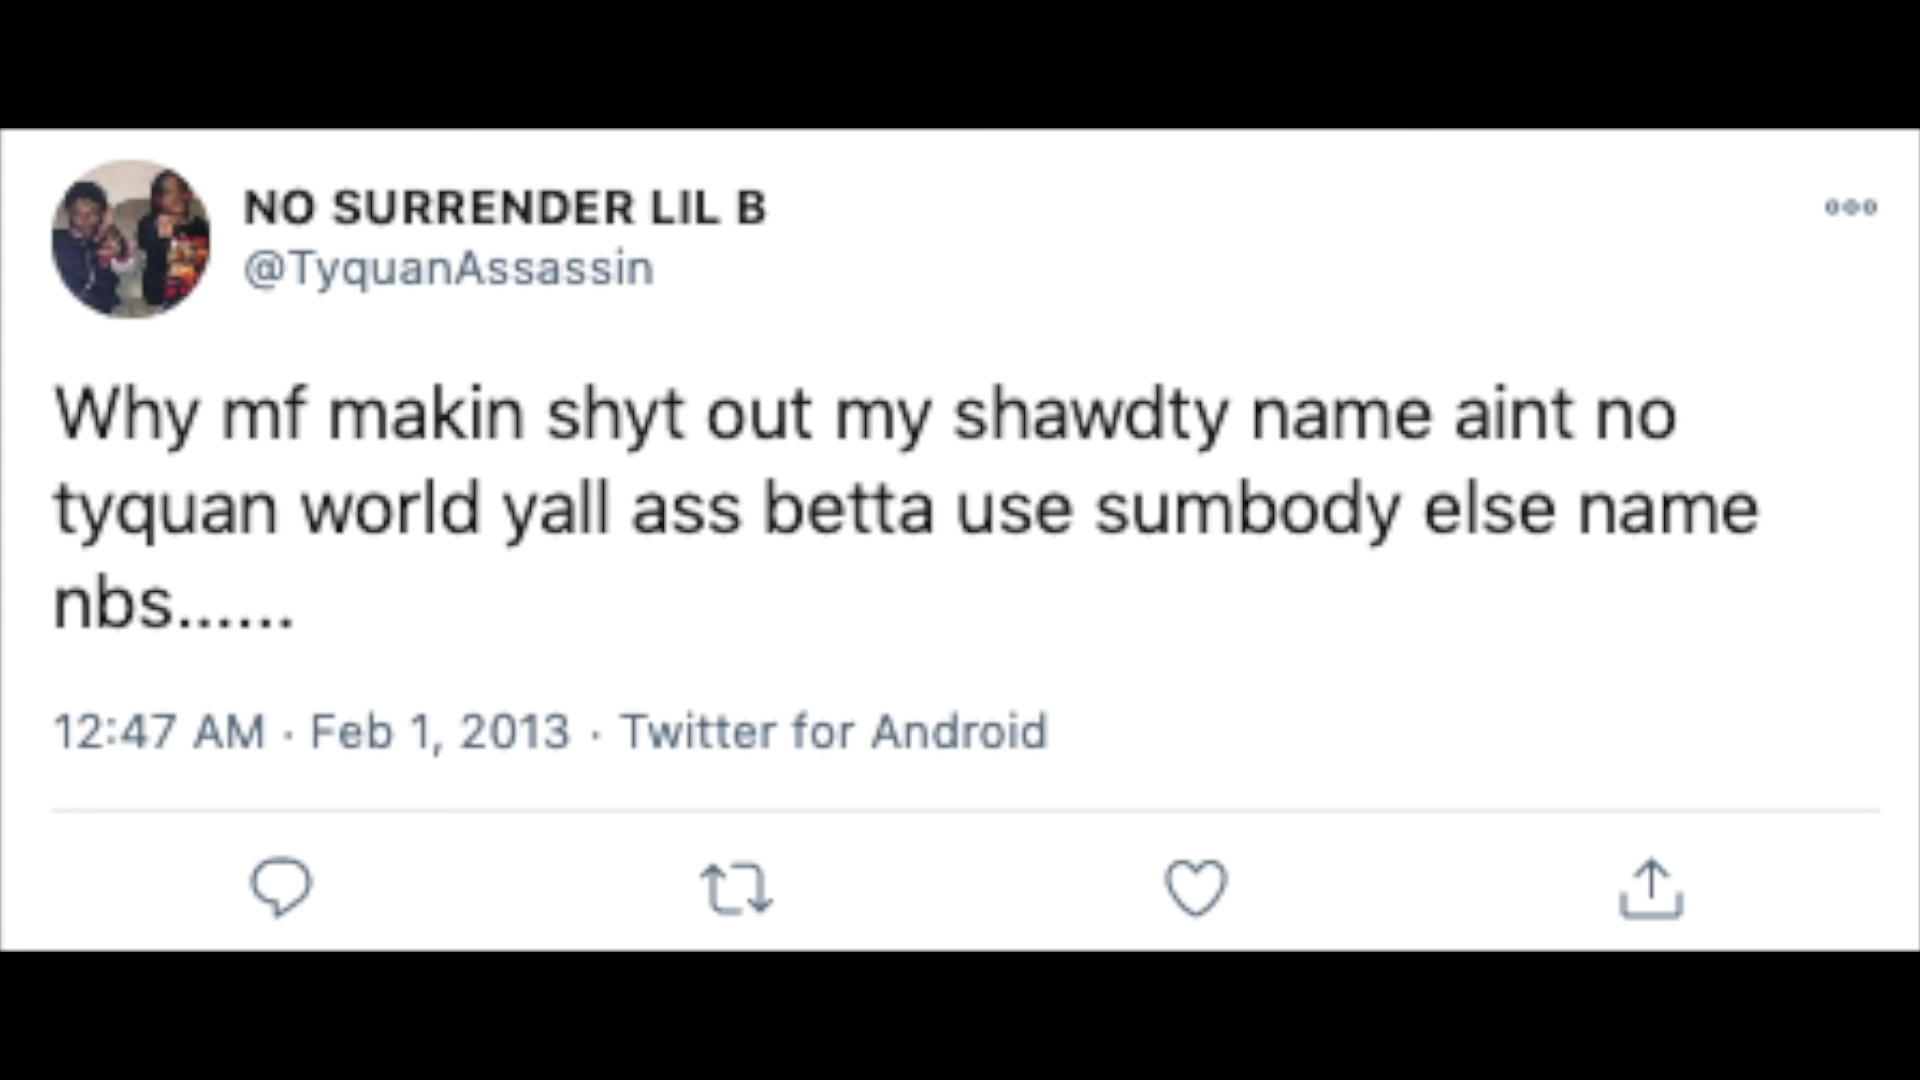 NO SURRENDER LIL B
@TyquanAssassin
Why mf makin shyt out my shawdty name aint no
tyquan world yall ass betta use sumbody else name
nbs......
12:47 AM · Feb 1, 2013 · Twitter for Android